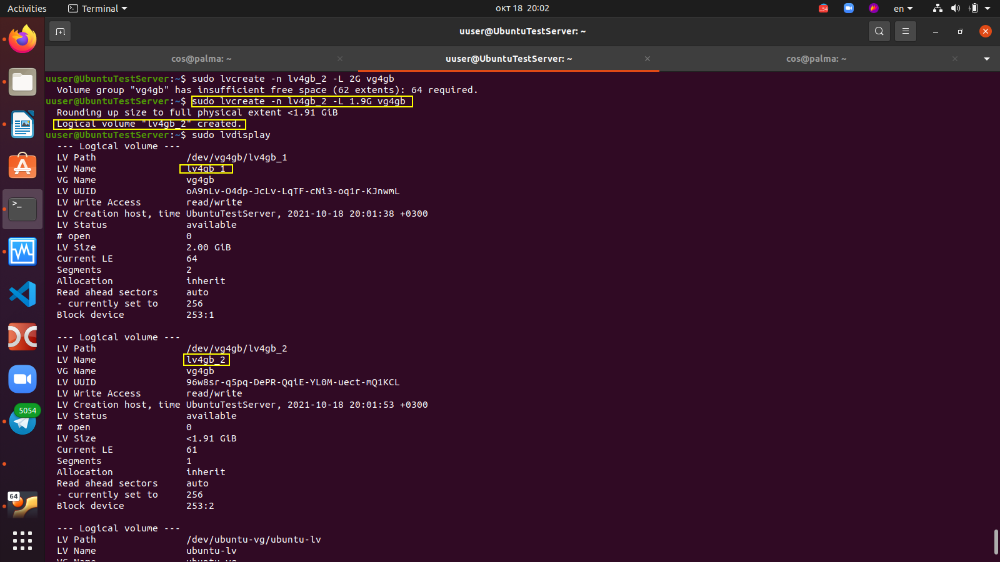 Activities
Terminal
окт 18 20:02
54
en
uuser@UbuntuTestServer: ~
cos@palma: ~
uuser@UbuntuTestServer: ~
cos@palma: ~
uuser@UbuntuTestServer:~$ sudo lvcreate -n lv4gb_2 -L 2G vg4gb
Volume group "vg4gb" has insufficient free space (62 extents): 64 required.
uuser@UbuntuTestServer:~$ sudo lvcreate -n lv4gb_2 -L 1.9G vg4gb
Rounding up size to full physical extent <1.91 GiB
Logical volume "lv4gb_2" created.
uuser@UbuntuTestServer:~$ sudo lvdisplay
--- Logical volume ---
LV Path /dev/vg4gb/lv4gb_1
LV Name lv4gb_1
VG Name vg4gb
LV UUID oA9nLv-O4dp-JcLv-LqTF-cNi3-oq1r-KJnwmL
LV Write Access read/write
LV Creation host, time UbuntuTestServer, 2021-10-18 20:01:38 +0300
LV Status available
# open 0
LV Size 2.00 GiB
Current LE 64
Segments 2
Allocation inherit
Read ahead sectors auto
- currently set to 256
Block device 253:1
--- Logical volume ---
LV Path /dev/vg4gb/lv4gb_2
LV Name lv4gb_2
VG Name vg4gb
LV UUID 96w8sr-q5pq-DePR-QqiE-YL0M-uect-mQ1KCL
LV Write Access read/write
LV Creation host, time UbuntuTestServer, 2021-10-18 20:01:53 +0300
LV Status available
# open 0
LV Size <1.91 GiB
Current LE 61
Segments 1
Allocation inherit
Read ahead sectors auto
- currently set to 256
Block device 253:2
--- Logical volume ---
LV Path /dev/ubuntu-vg/ubuntu-lv
LV Name ubuntu-lv
VG Name ubuntu-vg
>_
5054
64